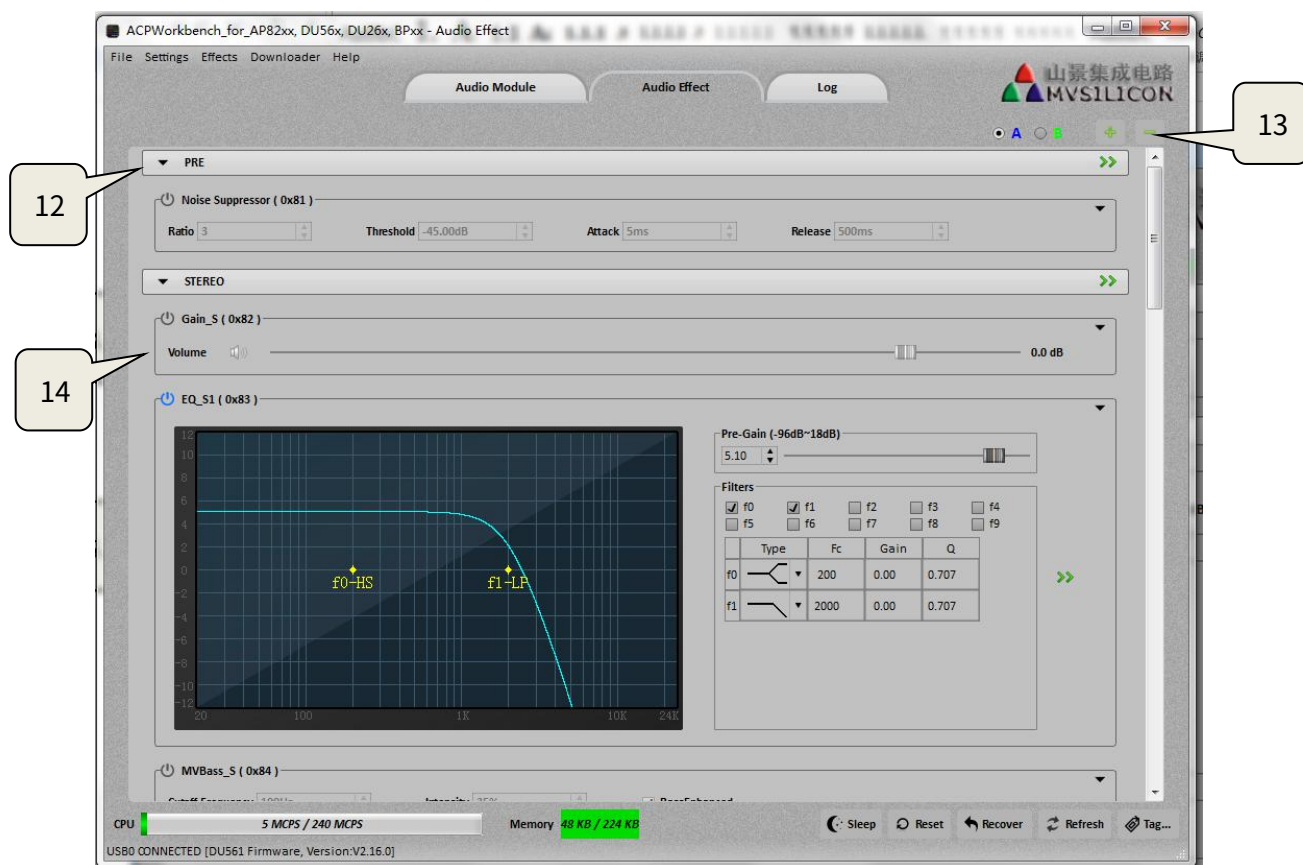 ACPWorkbench_for_AP82xx, DU56x, DU26x, BPxx - Audio Effect
File Settings Effects Downloader Help
Audio Module Audio Effect Log
山景集成电路
MVSILICON
13
A B
12
PRE
Noise Suppressor ( 0x81 )
Ratio 3 Threshold -45.00dB Attack 5ms Release 500ms
STEREO
Gain_S ( 0x82 )
Volume 0.0 dB
14
EQ_S1 ( 0x83 )
12
10
8
6
4
2
0
-2
-4
-6
-8
-10
-12
f0-HS f1-LP
20 100 1K 10K 24K
Pre-Gain (-96dB~18dB)
5.10
Filters
f0 f1 f2 f3 f4
f5 f6 f7 f8 f9
Type Fc Gain Q
f0 200 0.00 0.707
f1 2000 0.00 0.707
MVBass_S ( 0x84 )
CPU 5 MCPS / 240 MCPS Memory 48 KB / 224 KB Sleep Reset Recover Refresh Tag...
USB0 CONNECTED [DU561 Firmware, Version:V2.16.0]